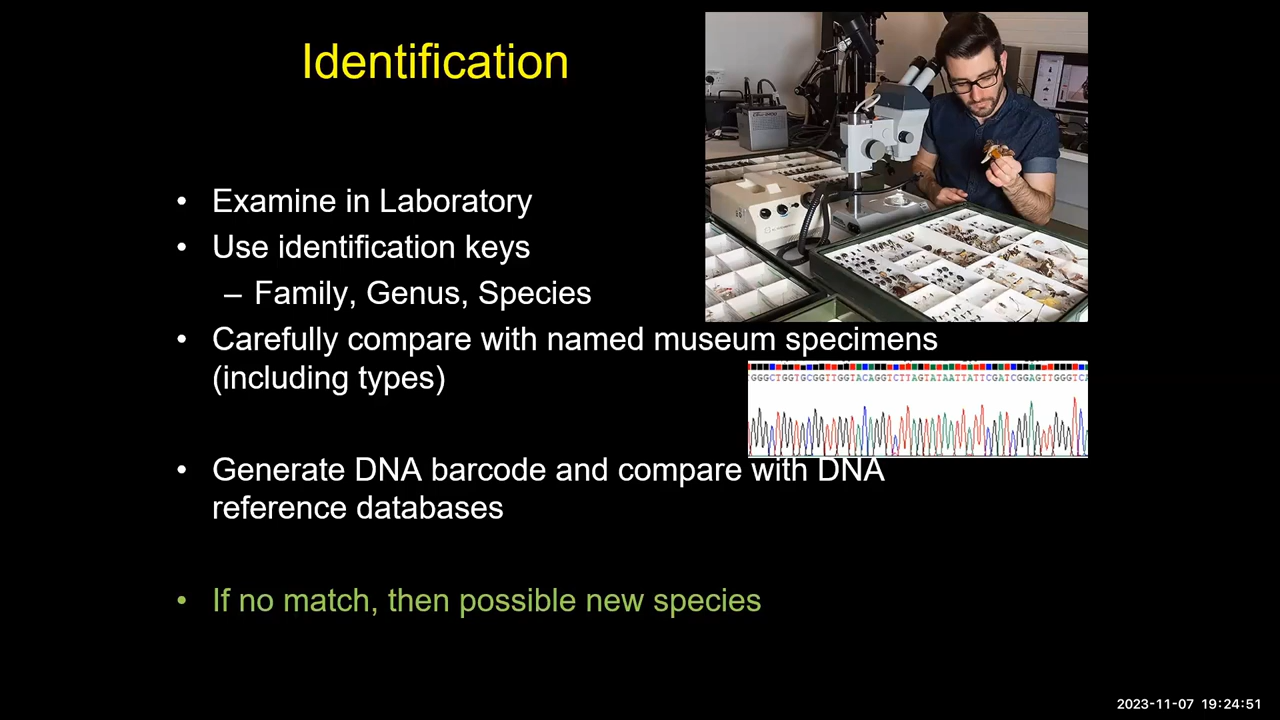 Identification
• Examine in Laboratory
• Use identification keys
– Family, Genus, Species
• Carefully compare with named museum specimens
(including types)
GGGCTGGTGCGGTTGGTACAGGTCTTAGTATAATTATTCGATCGGAGTTGGGTCA
• Generate DNA barcode and compare with DNA
reference databases
• If no match, then possible new species
2023-11-07 19:24:51